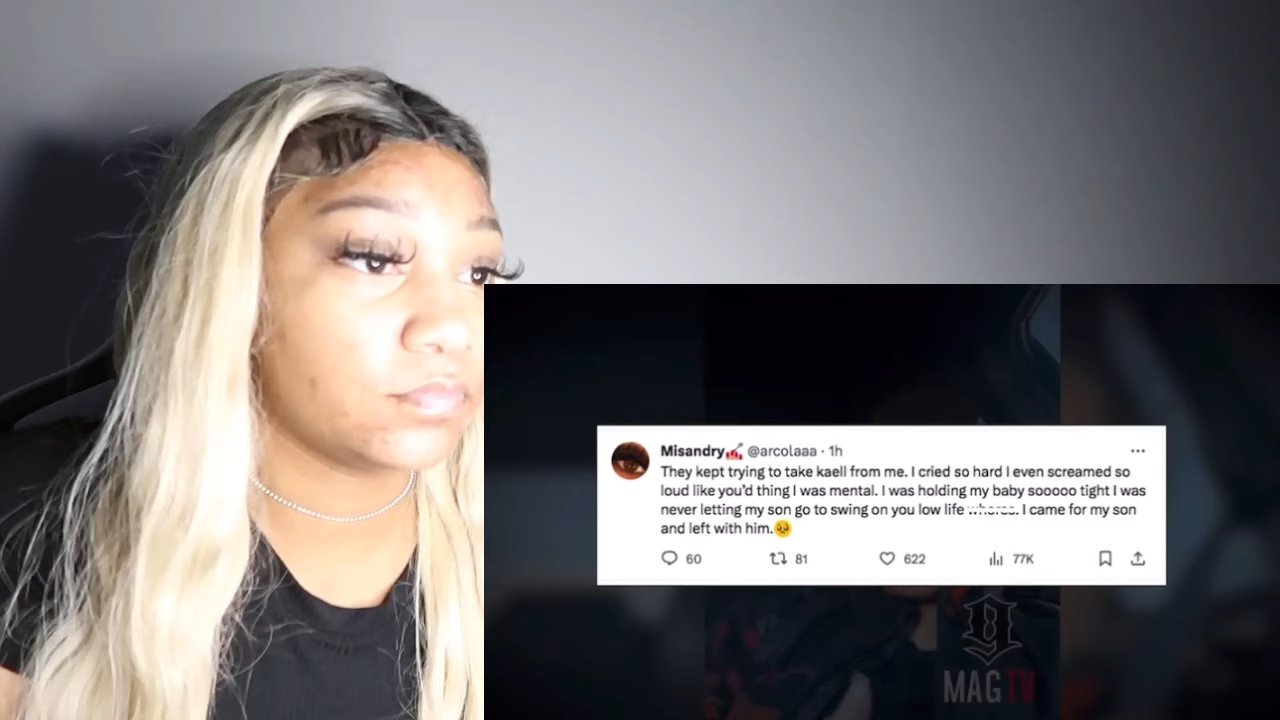 Misandry @arcolaaa · 1h
They kept trying to take kaell from me. I cried so hard I even screamed so
loud like you'd thing I was mental. I was holding my baby sooooo tight I was
never letting my son go to swing on you low life whores. I came for my son
and left with him.🥺
60 81 622 77K
MAG TV